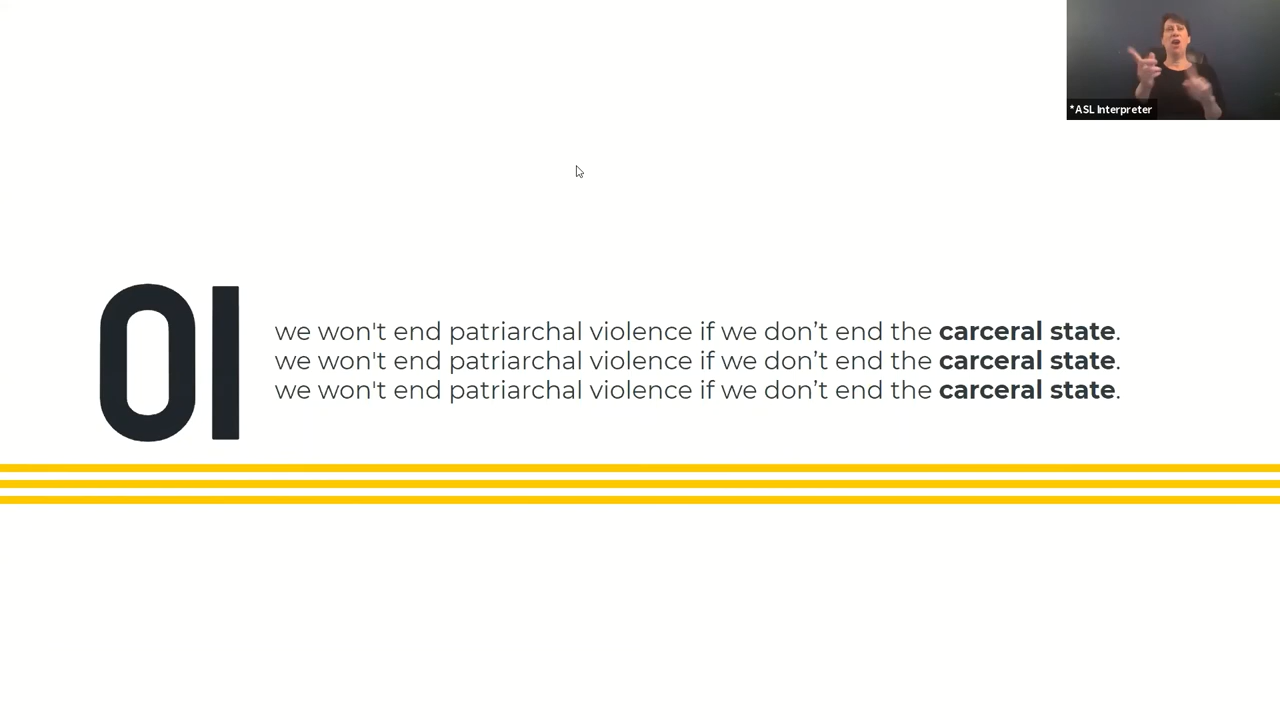 *ASL Interpreter
01
we won't end patriarchal violence if we don’t end the carceral state.
we won't end patriarchal violence if we don’t end the carceral state.
we won't end patriarchal violence if we don’t end the carceral state.